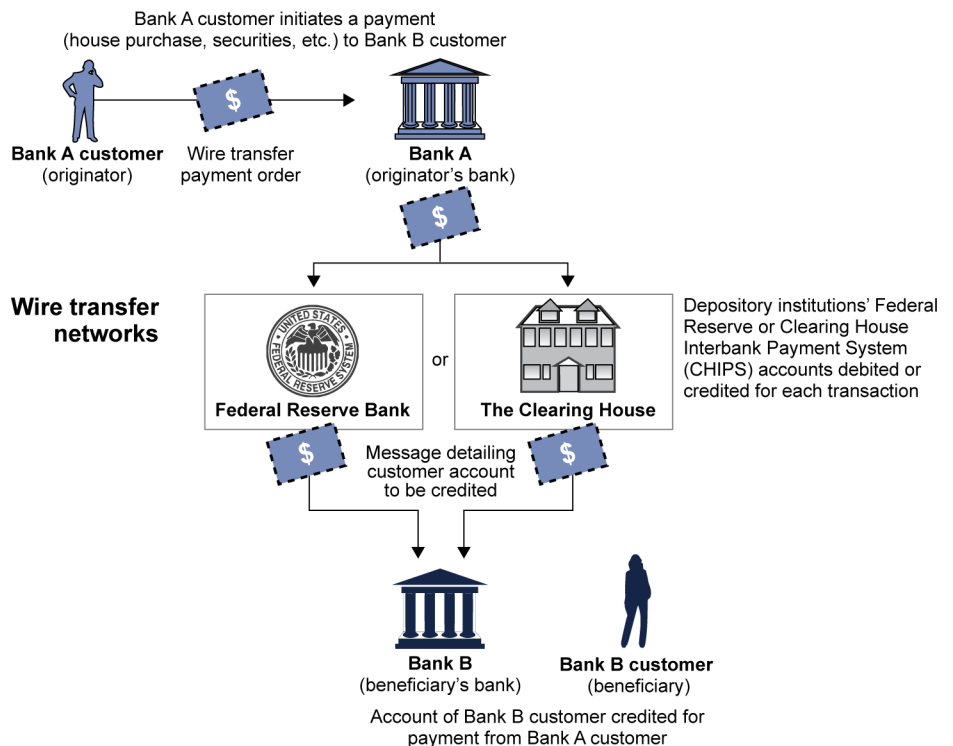 Bank A customer initiates a payment
(house purchase, securities, etc.) to Bank B customer
$
Bank A customer
(originator)
Wire transfer
payment order
Bank A
(originator's bank)
$
Wire transfer
networks
UNITED STATES
FEDERAL RESERVE SYSTEM
Federal Reserve Bank
or
The Clearing House
Depository institutions' Federal
Reserve or Clearing House
Interbank Payment System
(CHIPS) accounts debited or
credited for each transaction
$
Message detailing
customer account
to be credited
$
Bank B
(beneficiary's bank)
Bank B customer
(beneficiary)
Account of Bank B customer credited for
payment from Bank A customer